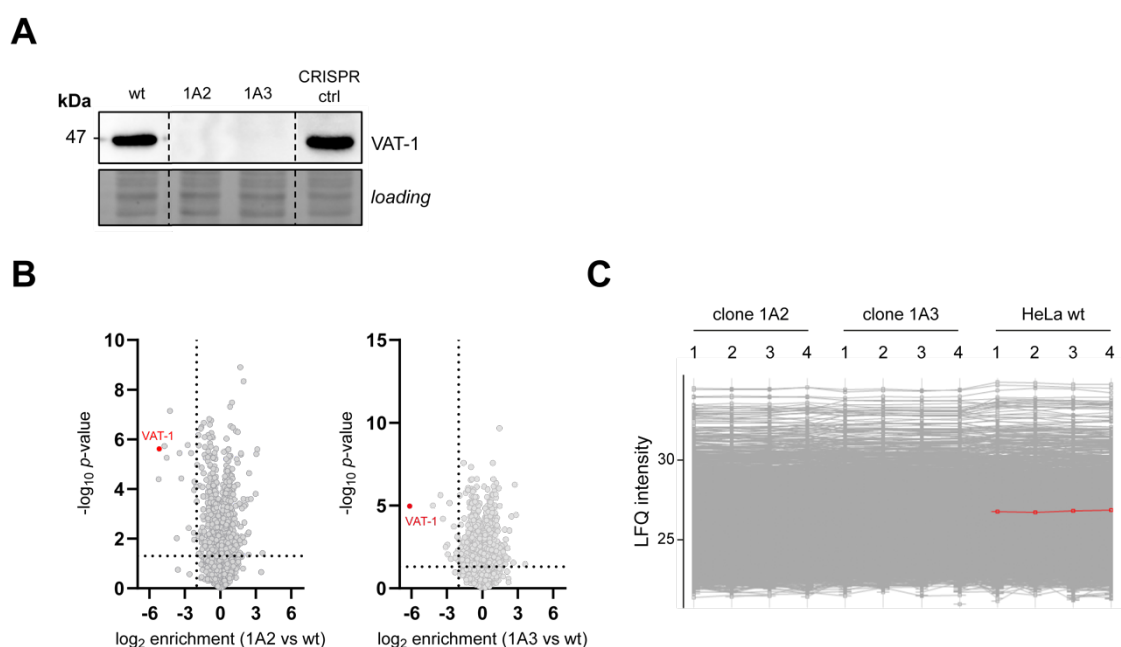 A
kDa
wt 1A2 1A3 CRISPR ctrl
47
VAT-1
loading
B
10
8
6
4
2
0
-log10 p-value
VAT-1
-6 -3 0 3 6
log2 enrichment (1A2 vs wt)
15
10
5
0
-log10 p-value
VAT-1
-6 -3 0 3 6
log2 enrichment (1A3 vs wt)
C
clone 1A2 clone 1A3 HeLa wt
1 2 3 4 1 2 3 4 1 2 3 4
30
25
LFQ intensity